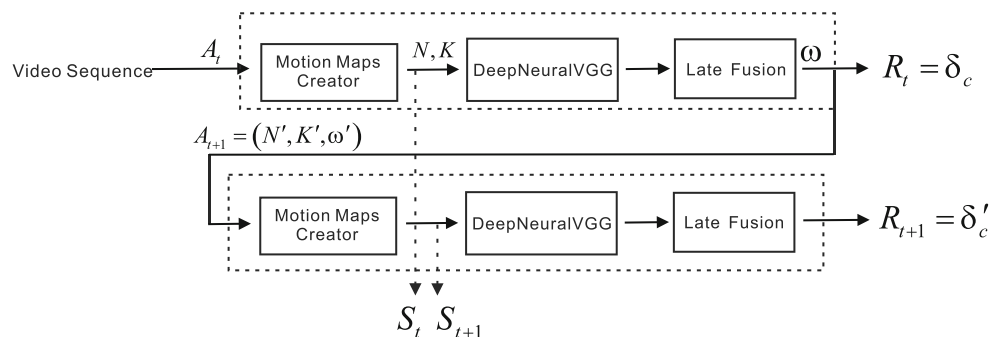 Video Sequence
A_t
Motion Maps
Creator
N, K
DeepNeuralVGG
Late Fusion
ω
R_t = δ_c
A_{t+1} = (N′, K′, ω′)
Motion Maps
Creator
DeepNeuralVGG
Late Fusion
R_{t+1} = δ_c′
S_t
S_{t+1}